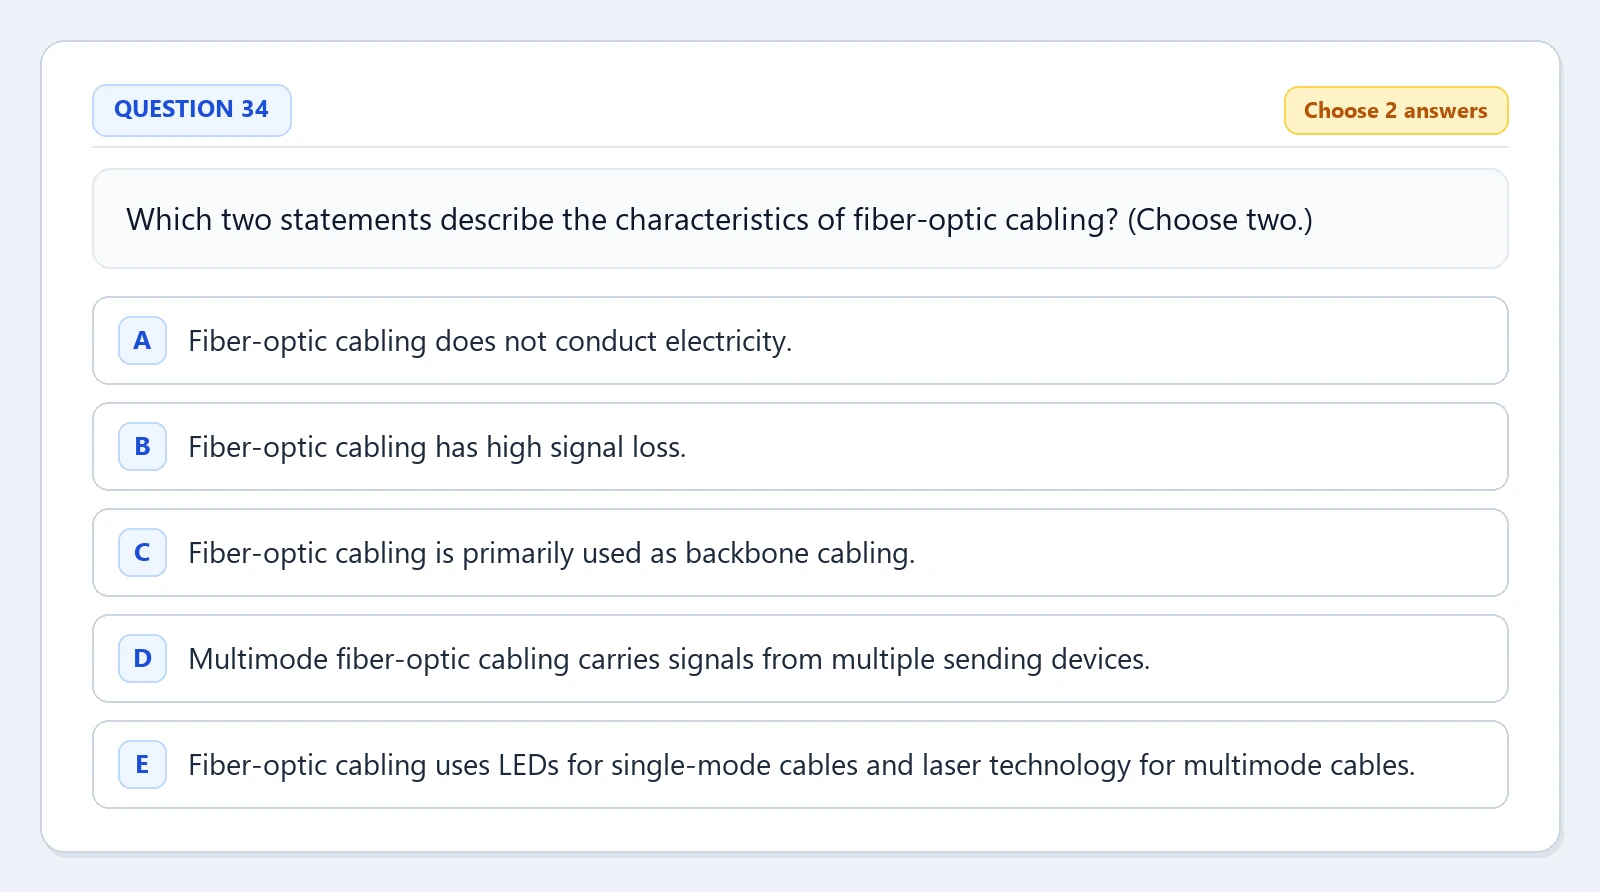 QUESTION 34
Choose 2 answers
Which two statements describe the characteristics of fiber-optic cabling? (Choose two.)
A Fiber-optic cabling does not conduct electricity.
B Fiber-optic cabling has high signal loss.
C Fiber-optic cabling is primarily used as backbone cabling.
D Multimode fiber-optic cabling carries signals from multiple sending devices.
E Fiber-optic cabling uses LEDs for single-mode cables and laser technology for multimode cables.